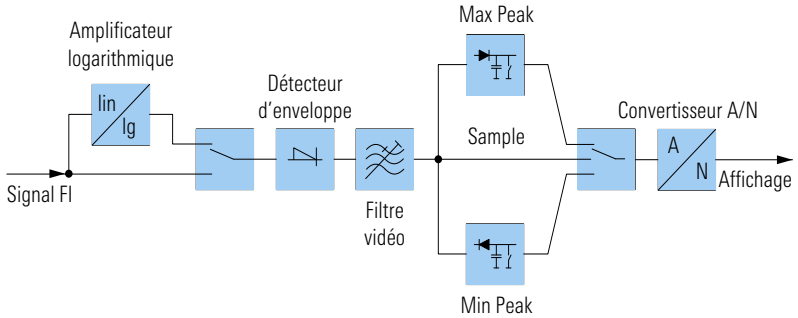 Amplificateur
logarithmique
lin
lg
Signal FI
Détecteur
d'enveloppe
Filtre
vidéo
Max Peak
Sample
Min Peak
Convertisseur A/N
A
N
Affichage